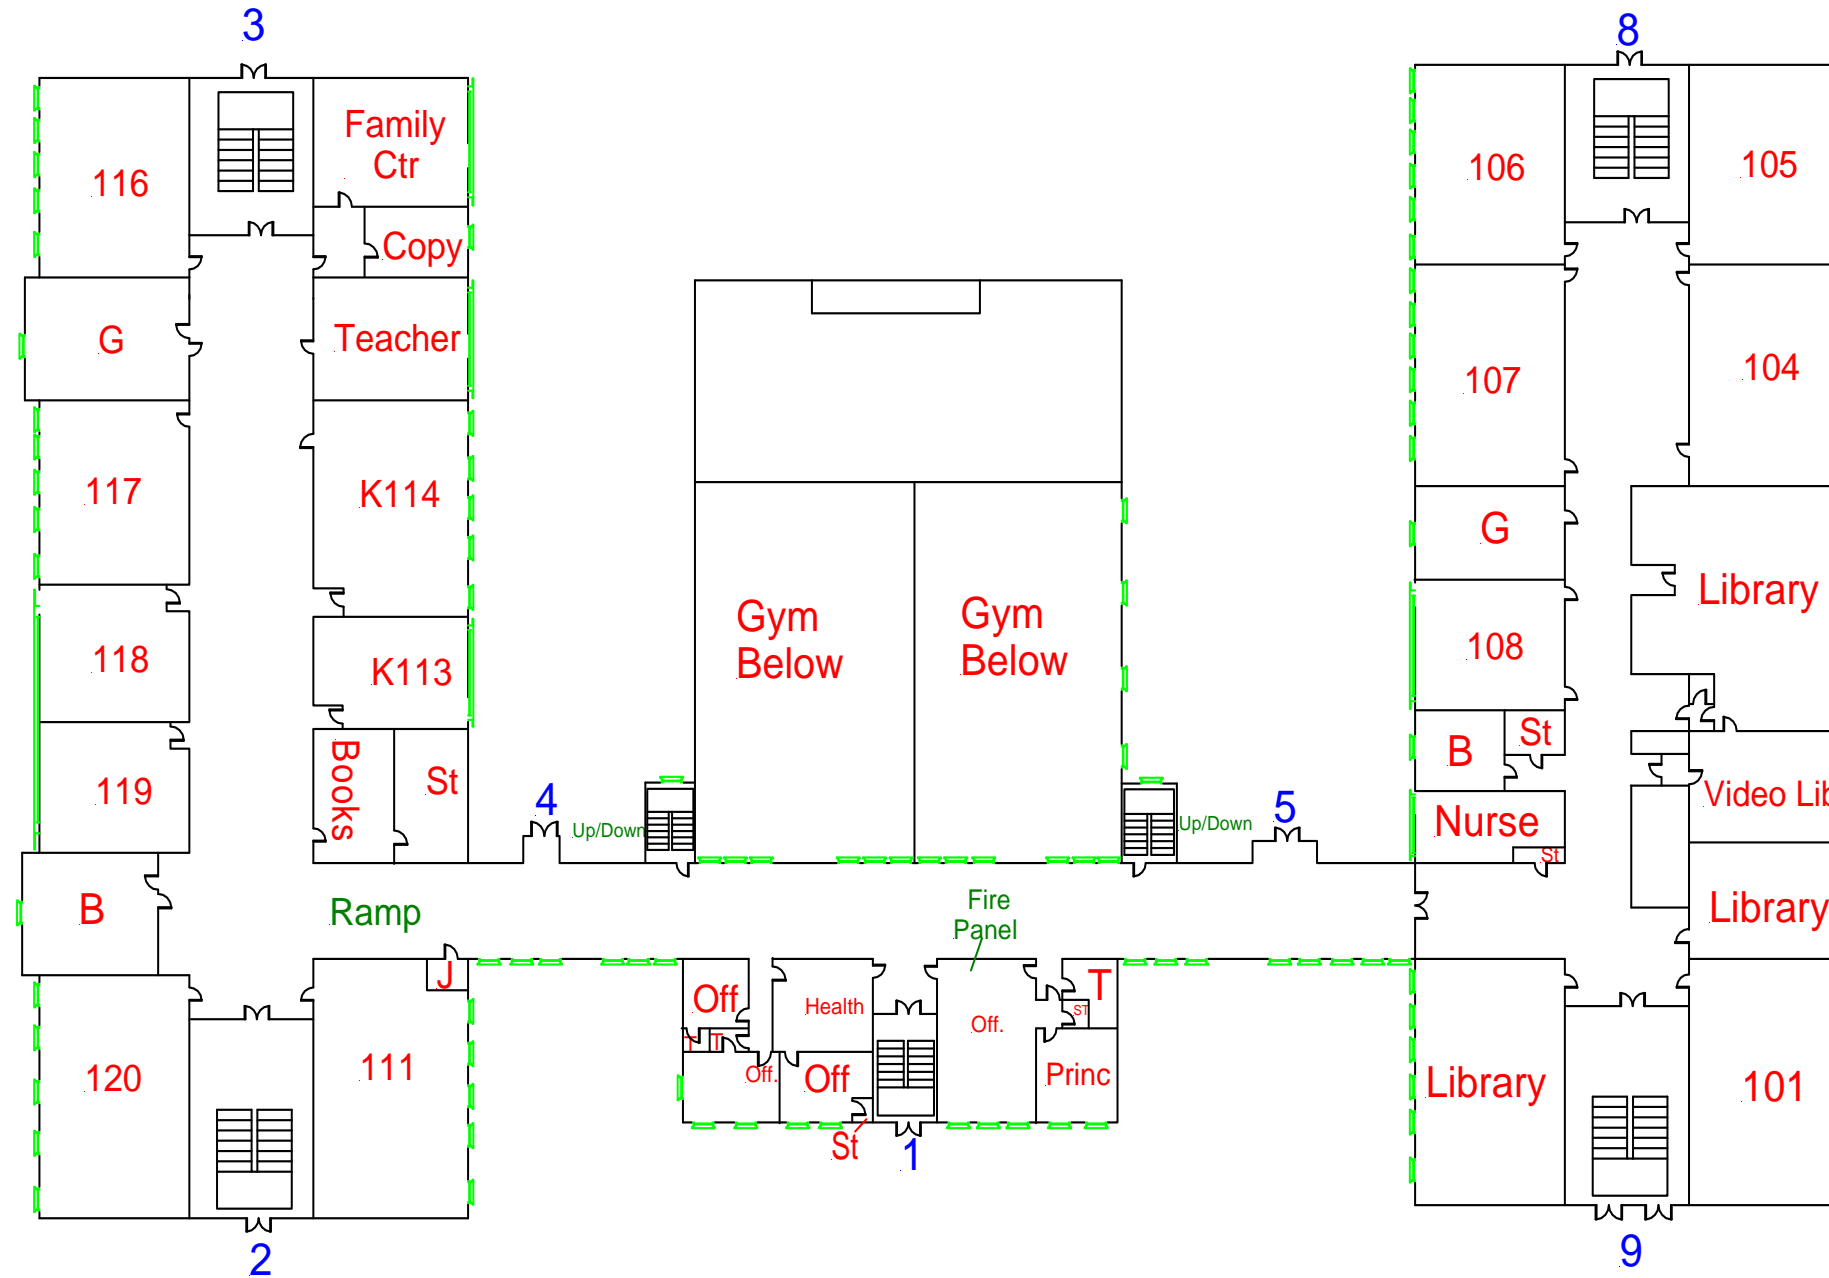 3
8
Family
Ctr
116
106
105
Copy
G
Teacher
107
104
117
K114
G
Library
Gym
Below
Gym
Below
118
K113
108
Books
St
119
B
St
Video Lib
4
Up/Down
Up/Down
5
Nurse
St
B
Ramp
Fire
Panel
Library
J
Off
Health
Off.
T
ST
T
T
120
111
Off.
Off
Princ
Library
101
St
1
2
9